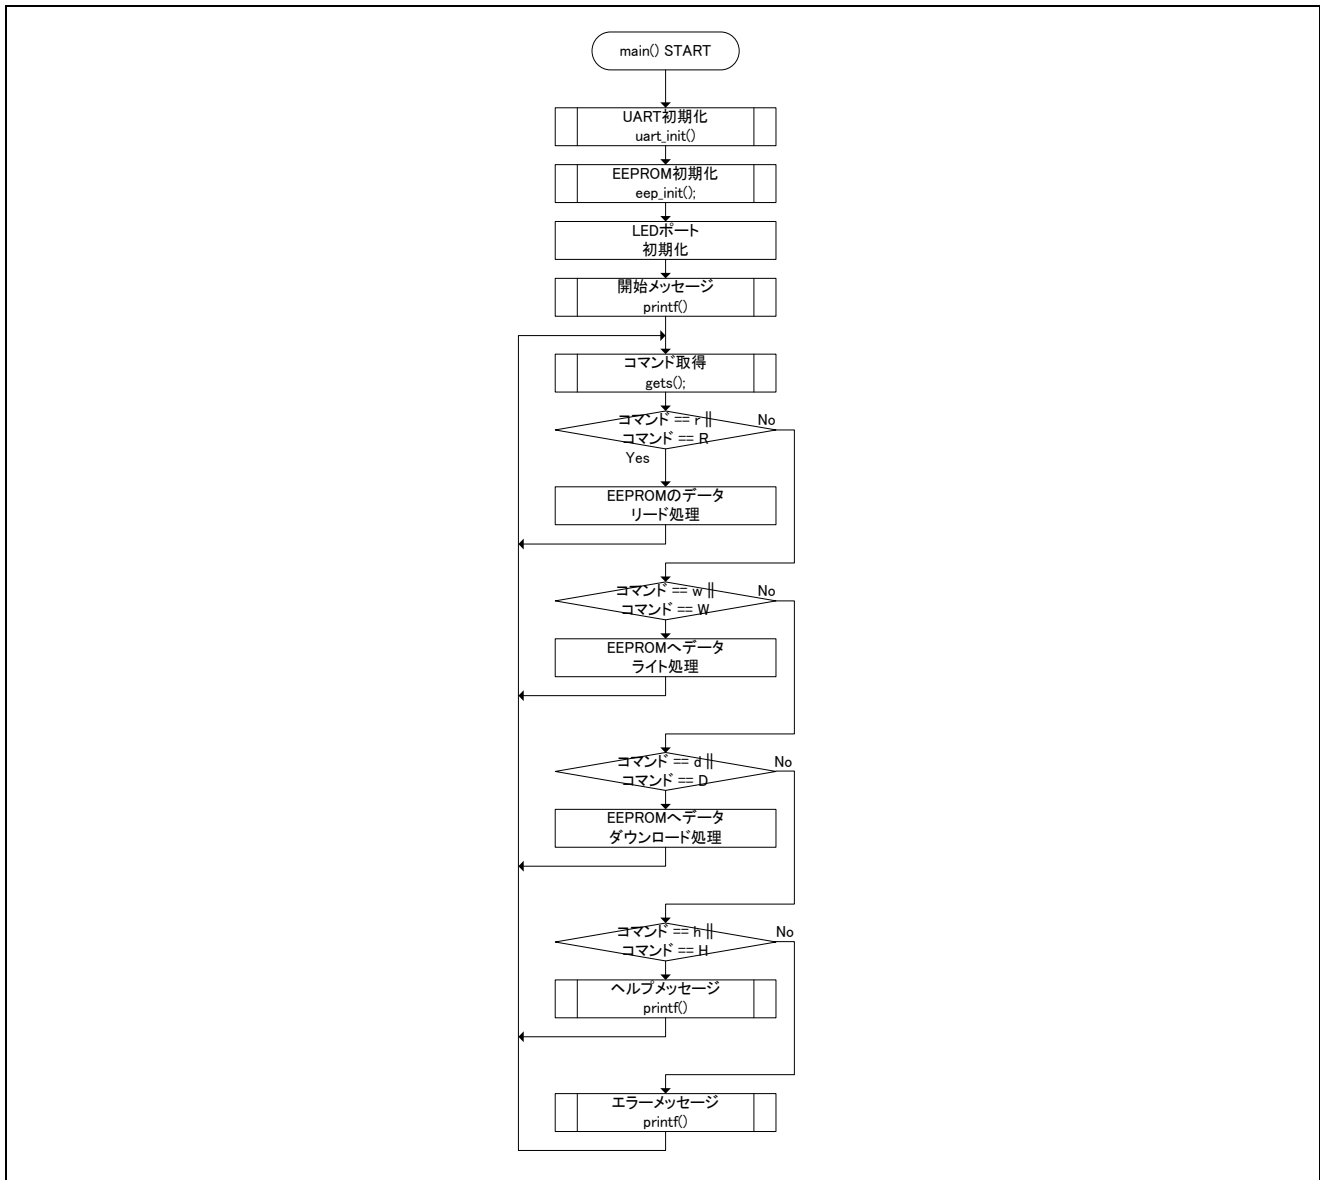 main() START
UART初期化
uart_init()
EEPROM初期化
eep_init();
LEDポート
初期化
開始メッセージ
printf()
コマンド取得
gets();
コマンド == r ||
コマンド == R
No
Yes
EEPROMのデータ
リード処理
コマンド == w ||
コマンド == W
No
EEPROMへデータ
ライト処理
コマンド == d ||
コマンド == D
No
EEPROMへデータ
ダウンロード処理
コマンド == h ||
コマンド == H
No
ヘルプメッセージ
printf()
エラーメッセージ
printf()